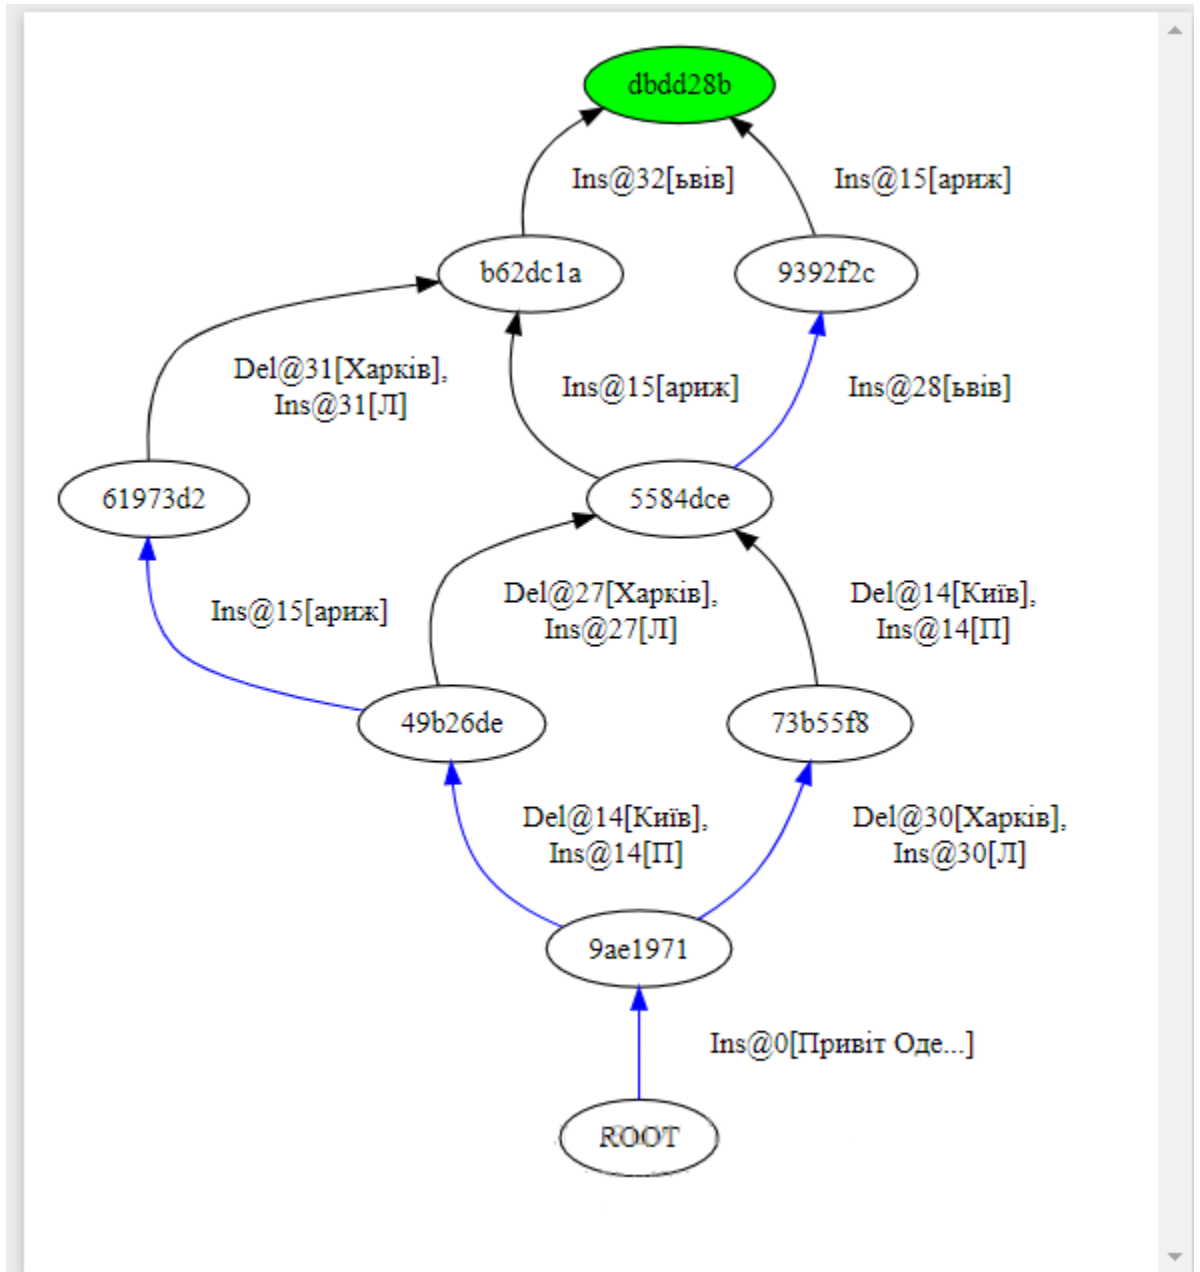 dbdd28b
Ins@32[ьвів]
Ins@15[ариж]
b62dc1a
9392f2c
Del@31[Харків],
Ins@31[Л]
Ins@15[ариж]
Ins@28[ьвів]
61973d2
5584dce
Ins@15[ариж]
Del@27[Харків],
Ins@27[Л]
Del@14[Київ],
Ins@14[П]
49b26de
73b55f8
Del@14[Київ],
Ins@14[П]
Del@30[Харків],
Ins@30[Л]
9ae1971
Ins@0[Привіт Оде...]
ROOT